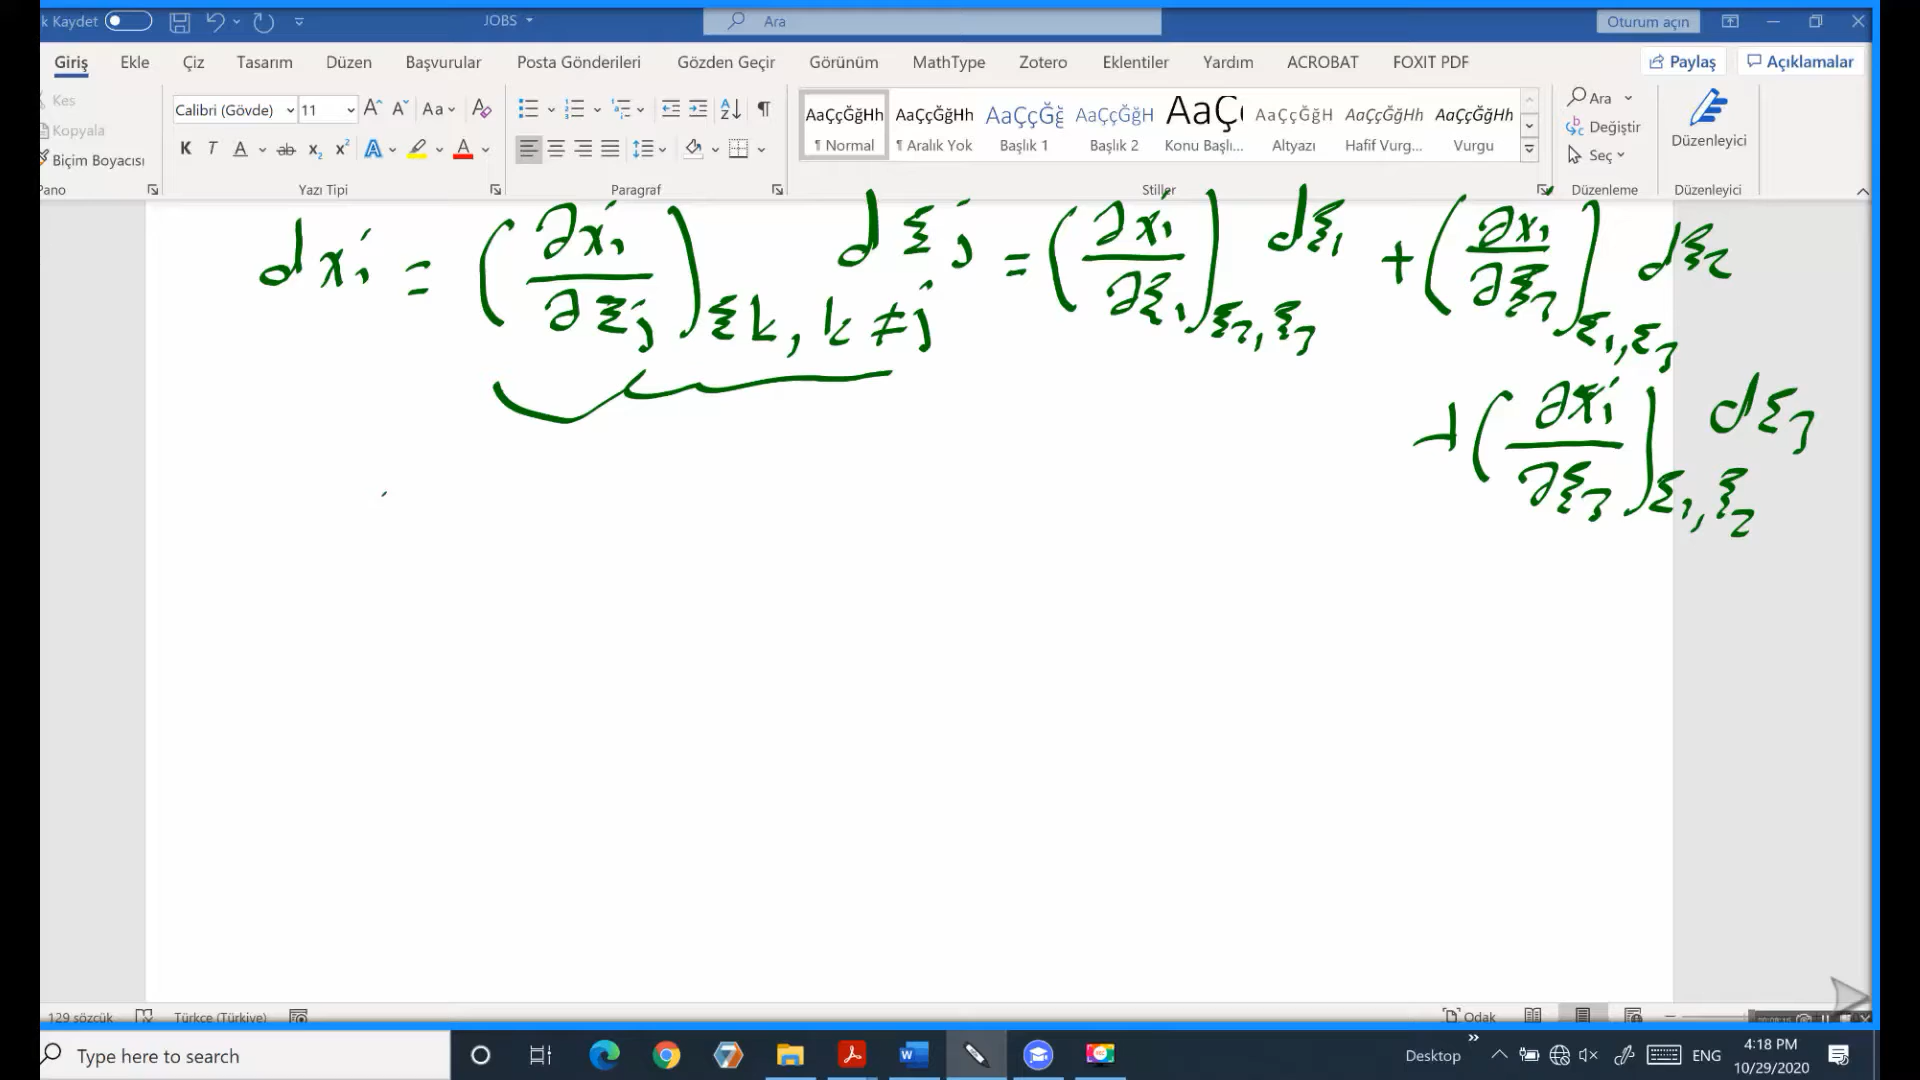 k Kaydet JOBS Ara Oturum açın
Giriş Ekle Çiz Tasarım Düzen Başvurular Posta Gönderileri Gözden Geçir Görünüm MathType Zotero Eklentiler Yardım ACROBAT FOXIT PDF Paylaş Açıklamalar
Kes
Kopyala
Biçim Boyacısı
Pano
Calibri (Gövde) 11 A^ A˅ Aa
K T A ab x₂ x² A A
Yazı Tipi
Paragraf
AaÇçĞğHh AaÇçĞğHh AaÇçĞğ AaÇçĞğH AaÇ AaÇçĞğH AaÇçĞğHh AaÇçĞğHh
¶ Normal ¶ Aralık Yok Başlık 1 Başlık 2 Konu Başlı... Altyazı Hafif Vurg... Vurgu
Stiller
Ara
Değiştir
Seç
Düzenleme
Düzenleyici
Düzenleyici
dxi = (∂xi/∂ξj)ξk, k≠j dξj = (∂xi/∂ξ1)ξ2, ξ3 dξ1 + (∂xi/∂ξ2)ξ1, ξ3 dξ2
+ (∂xi/∂ξ3)ξ1, ξ2 dξ3
129 sözcük Türkçe (Türkiye) Odak
Type here to search Desktop » ENG 4:18 PM
10/29/2020